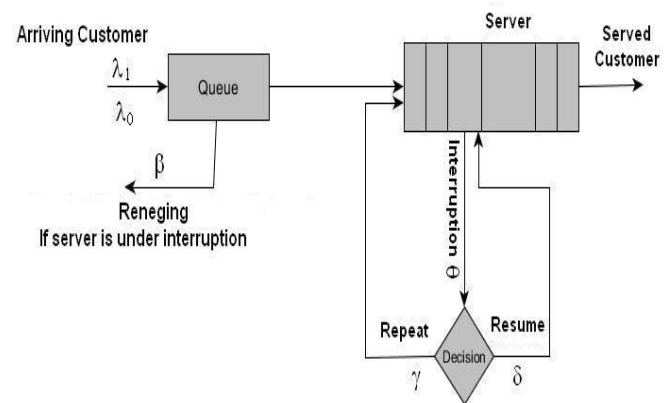 Arriving Customer
λ1
λ0
Queue
β
Reneging
If server is under interruption
Server
Served
Customer
Interruption θ
Repeat
Decision
Resume
γ
δ